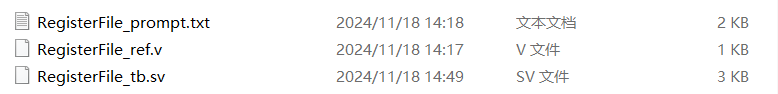 RegisterFile_prompt.txt 2024/11/18 14:18 文本文档 2 KB
RegisterFile_ref.v 2024/11/18 14:17 V 文件 1 KB
RegisterFile_tb.sv 2024/11/18 14:49 SV 文件 3 KB